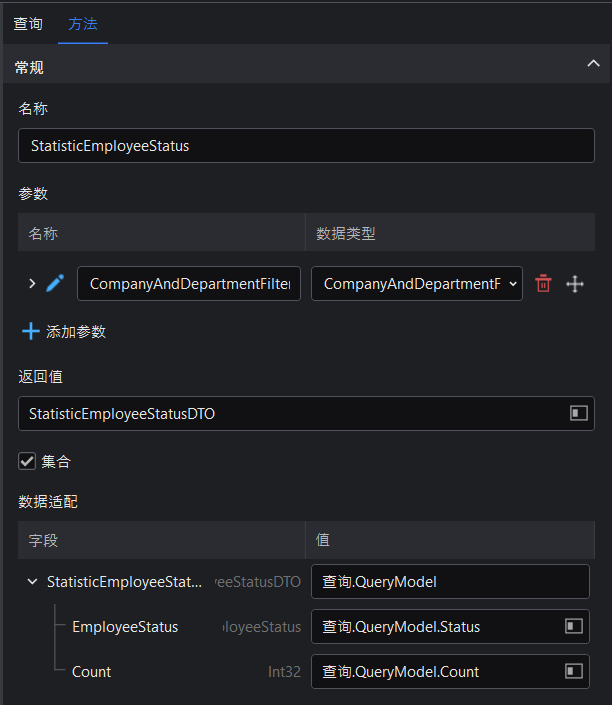 查询 方法
常规
名称
StatisticEmployeeStatus
参数
名称 数据类型
CompanyAndDepartmentFilter CompanyAndDepartmentF
添加参数
返回值
StatisticEmployeeStatusDTO
集合
数据适配
字段 值
StatisticEmployeeStat... eeStatusDTO 查询.QueryModel
EmployeeStatus loyeeStatus 查询.QueryModel.Status
Count Int32 查询.QueryModel.Count